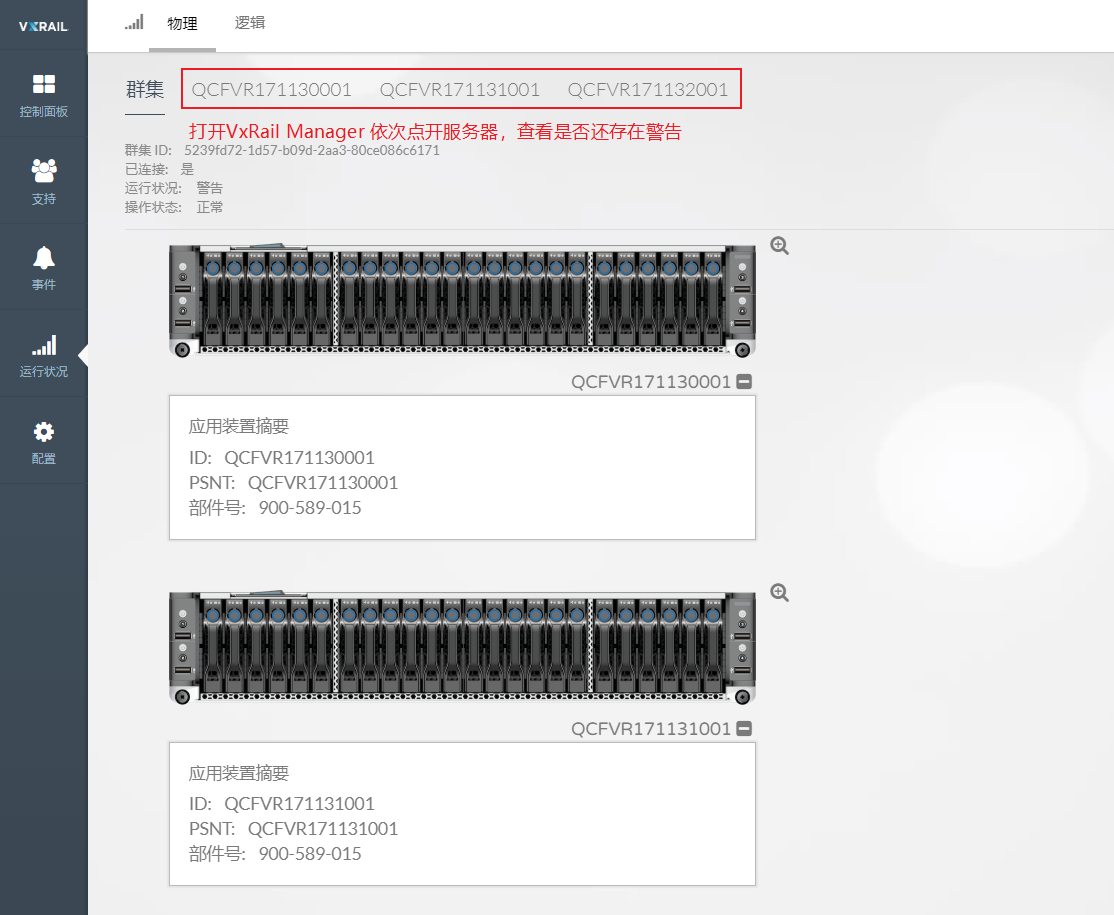 VXRAIL
物理 逻辑
控制面板
支持
事件
运行状况
配置
群集 QCFVR171130001 QCFVR171131001 QCFVR171132001
打开VxRail Manager 依次点开服务器，查看是否还存在警告
群集 ID: 5239fd72-1d57-b09d-2aa3-80ce086c6171
已连接: 是
运行状况: 警告
操作状态: 正常
QCFVR171130001
应用装置摘要
ID: QCFVR171130001
PSNT: QCFVR171130001
部件号: 900-589-015
QCFVR171131001
应用装置摘要
ID: QCFVR171131001
PSNT: QCFVR171131001
部件号: 900-589-015